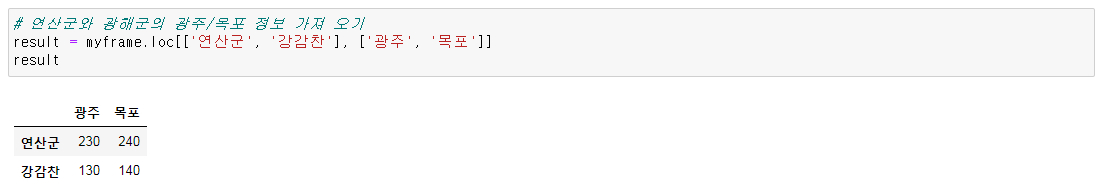 # 연산군와 광해군의 광주/목포 정보 가져 오기
result = myframe.loc[['연산군', '강감찬'], ['광주', '목포']]
result
광주 목포
연산군 230 240
강감찬 130 140